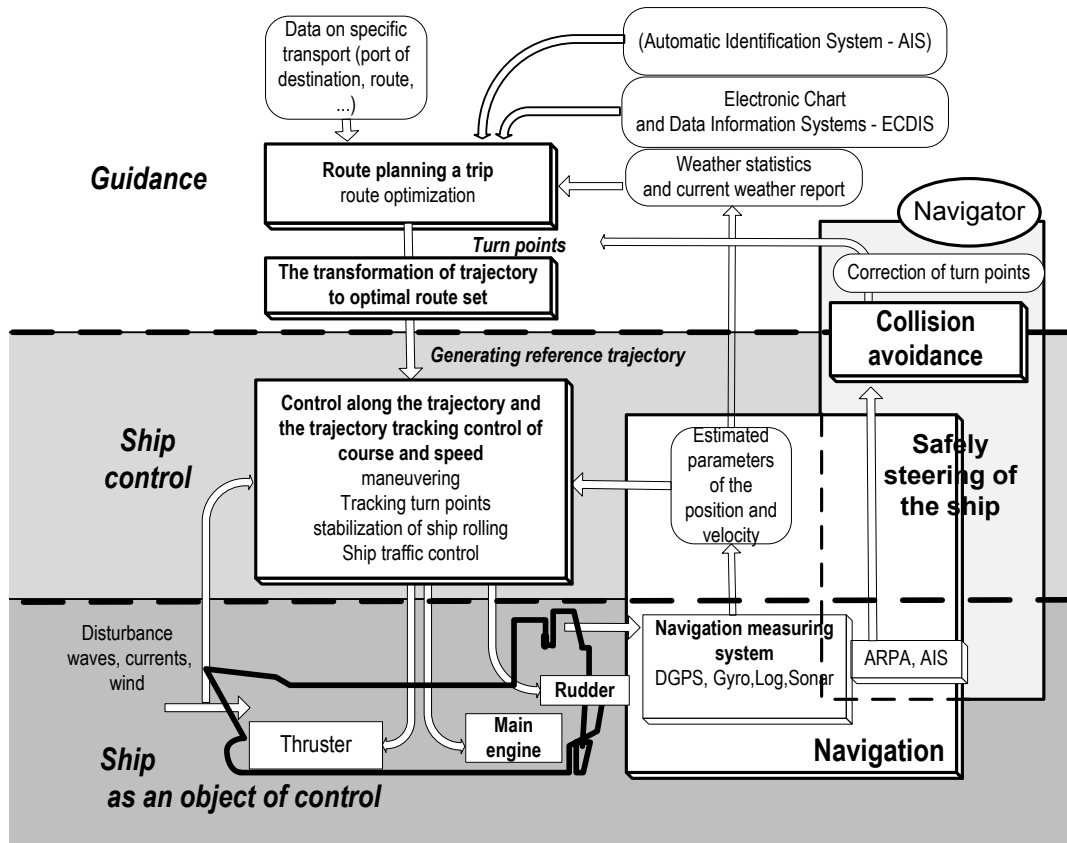 Data on specific
transport (port of
destination, route,
...)
(Automatic Identification System - AIS)
Electronic Chart
and Data Information Systems - ECDIS
Guidance
Route planning a trip
route optimization
Weather statistics
and current weather report
Navigator
Turn points
Correction of turn points
The transformation of trajectory
to optimal route set
Collision
avoidance
Generating reference trajectory
Ship
control
Control along the trajectory and
the trajectory tracking control of
course and speed
maneuvering
Tracking turn points
stabilization of ship rolling
Ship traffic control
Estimated
parameters
of the
position and
velocity
Safely
steering of
the ship
Disturbance
waves, currents,
wind
Navigation measuring
system
DGPS, Gyro,Log,Sonar
ARPA, AIS
Rudder
Thruster
Main
engine
Navigation
Ship
as an object of control